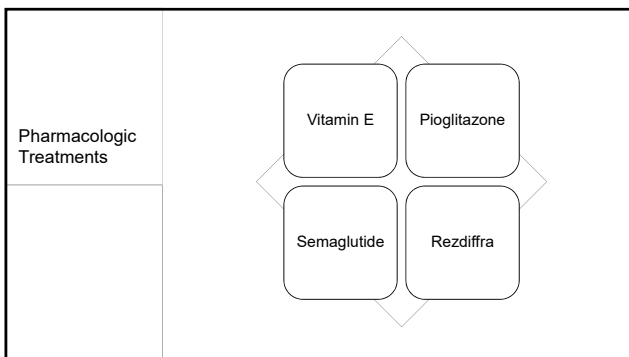 Pharmacologic
Treatments
Vitamin E
Pioglitazone
Semaglutide
Rezdiffra